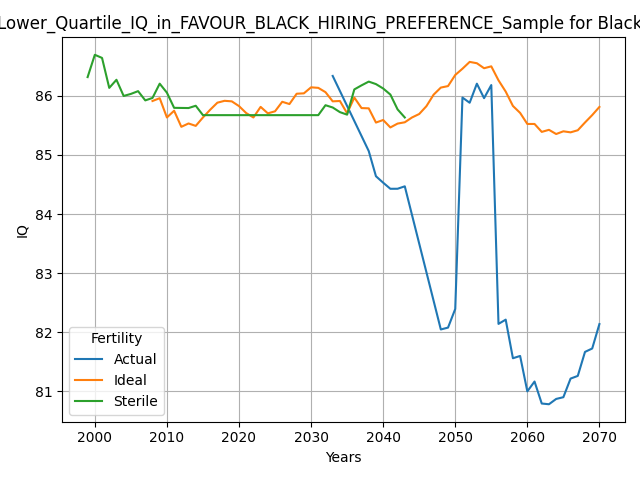 Lower_Quartile_IQ_in_FAVOUR_BLACK_HIRING_PREFERENCE_Sample for Black
IQ
86
85
84
83
82
81
Fertility
Actual
Ideal
Sterile
2000 2010 2020 2030 2040 2050 2060 2070
Years